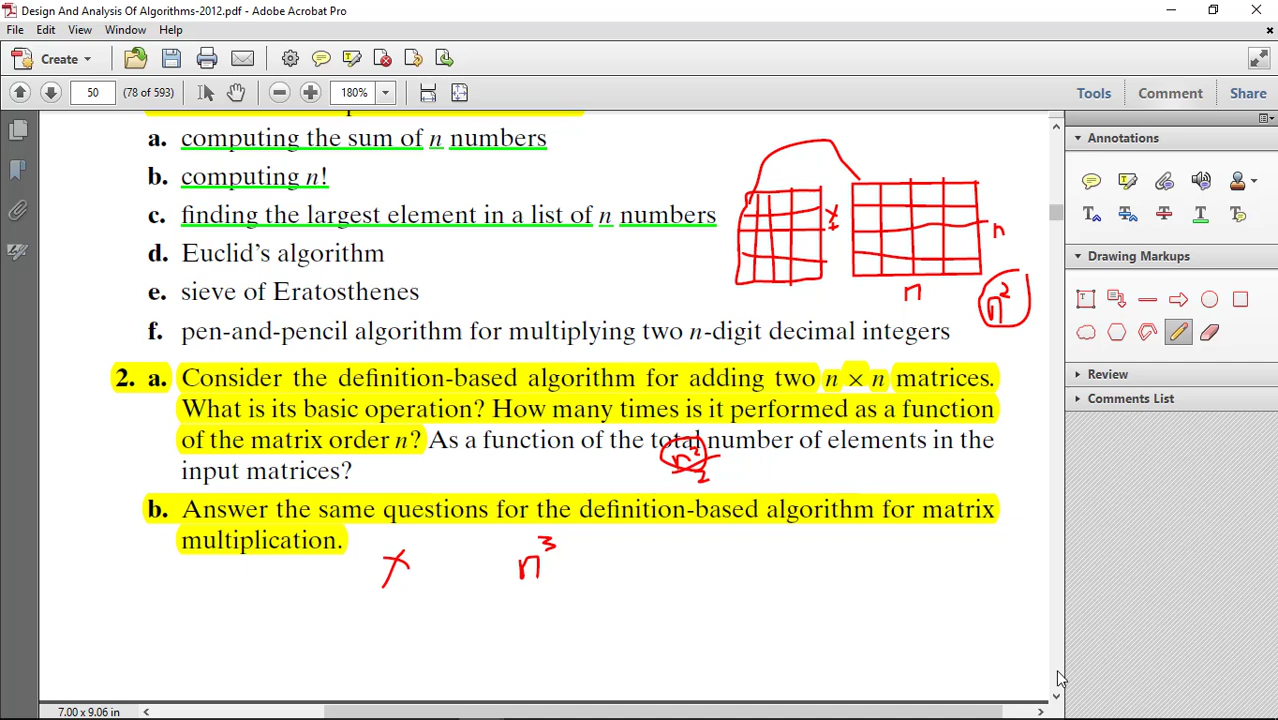 Design And Analysis Of Algorithms-2012.pdf - Adobe Acrobat Pro
File Edit View Window Help
Create
50 (78 of 593) 180% Tools Comment Share
a. computing the sum of n numbers
b. computing n!
c. finding the largest element in a list of n numbers
d. Euclid's algorithm
e. sieve of Eratosthenes
f. pen-and-pencil algorithm for multiplying two n-digit decimal integers
n
n
n²
2. a. Consider the definition-based algorithm for adding two n × n matrices.
What is its basic operation? How many times is it performed as a function
of the matrix order n? As a function of the total number of elements in the
n²
2
input matrices?
b. Answer the same questions for the definition-based algorithm for matrix
multiplication.
× n³
7.00 x 9.06 in
Annotations
Drawing Markups
Review
Comments List